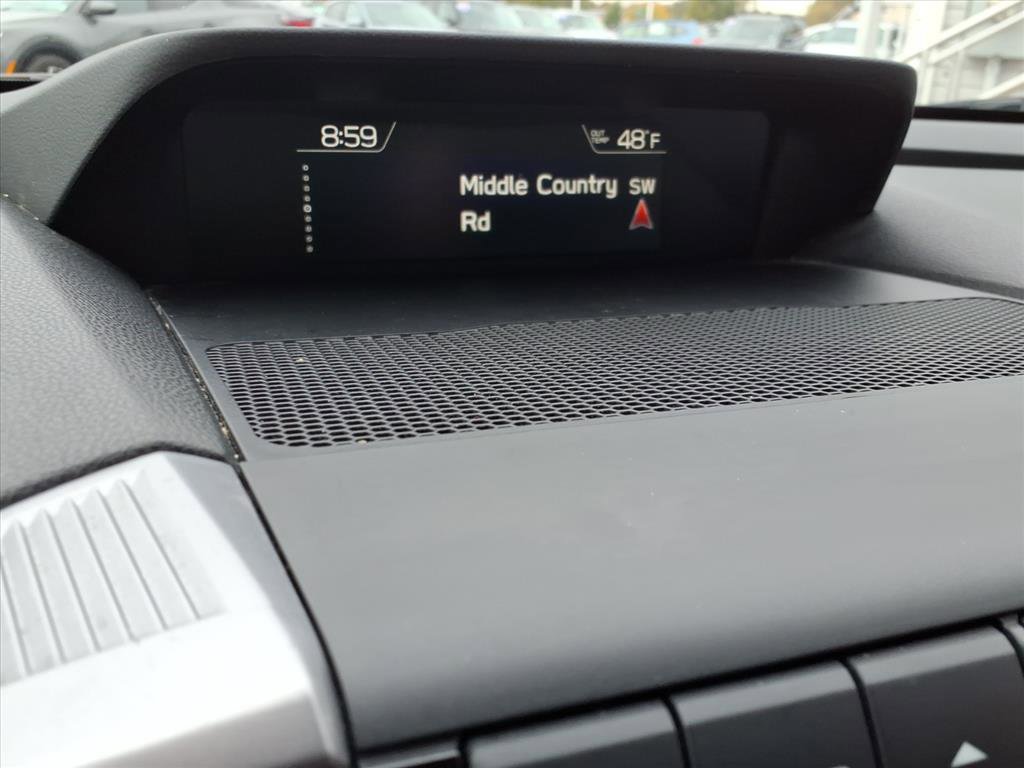 8:59
OUT
TEMP
48°F
Middle Country
Rd
SW